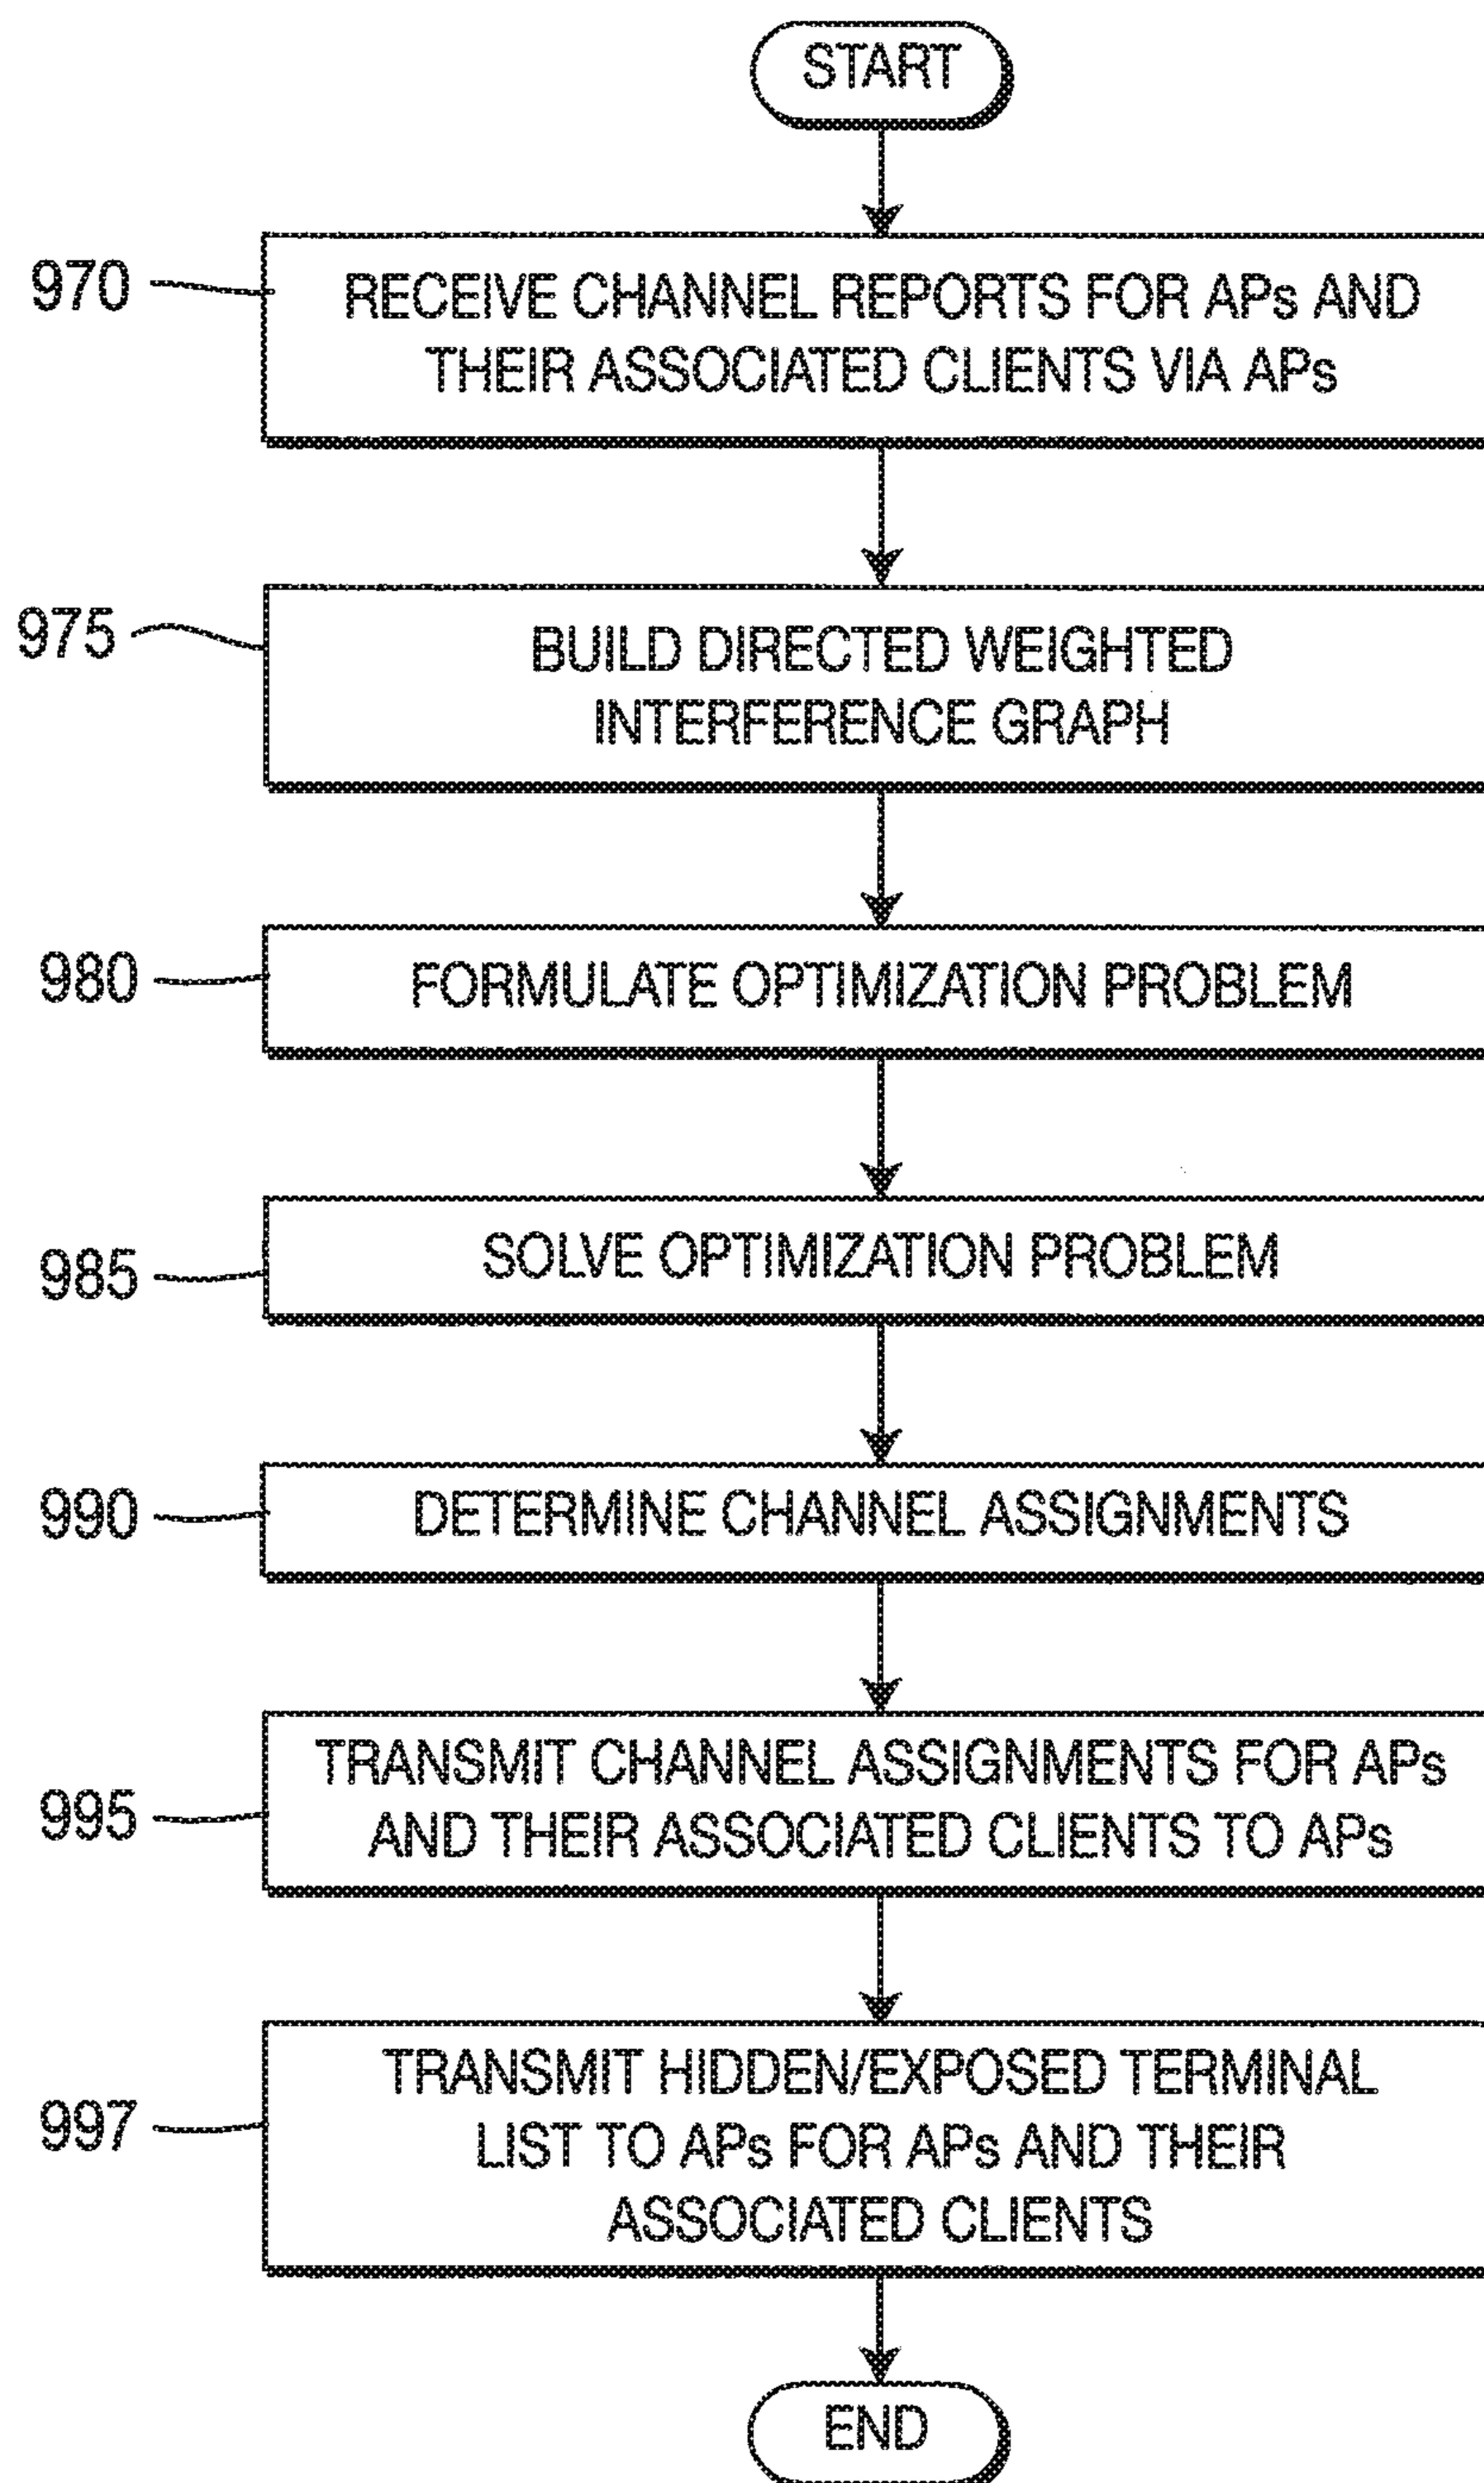 START
970
RECEIVE CHANNEL REPORTS FOR APs AND
THEIR ASSOCIATED CLIENTS VIA APs
975
BUILD DIRECTED WEIGHTED
INTERFERENCE GRAPH
980
FORMULATE OPTIMIZATION PROBLEM
985
SOLVE OPTIMIZATION PROBLEM
990
DETERMINE CHANNEL ASSIGNMENTS
995
TRANSMIT CHANNEL ASSIGNMENTS FOR APs
AND THEIR ASSOCIATED CLIENTS TO APs
997
TRANSMIT HIDDEN/EXPOSED TERMINAL
LIST TO APs FOR APs AND THEIR
ASSOCIATED CLIENTS
END